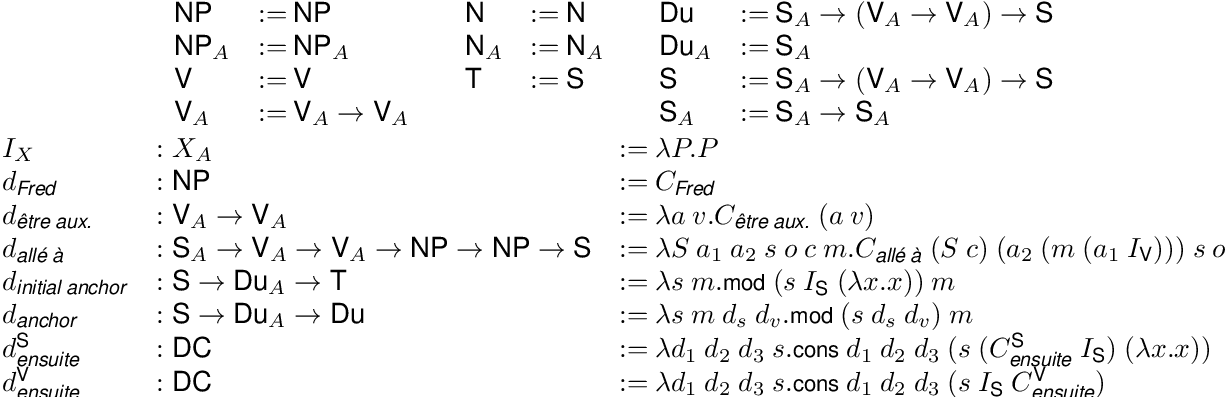 NP := NP N := N Du := S_A → (V_A → V_A) → S
NP_A := NP_A N_A := N_A Du_A := S_A
V := V T := S S := S_A → (V_A → V_A) → S
V_A := V_A → V_A S_A := S_A → S_A
I_X : X_A := λP.P
d_Fred : NP := C_Fred
d_être aux. : V_A → V_A := λa v.C_être aux. (a v)
d_allé à : S_A → V_A → V_A → NP → NP → S := λS a_1 a_2 s o c m.C_allé à (S c) (a_2 (m (a_1 I_V))) s o
d_initial anchor : S → Du_A → T := λs m.mod (s I_S (λx.x)) m
d_anchor : S → Du_A → Du := λs m d_s d_v.mod (s d_s d_v) m
d^S_ensuite : DC := λd_1 d_2 d_3 s.cons d_1 d_2 d_3 (s (C^S_ensuite I_S) (λx.x))
d^V_ensuite : DC := λd_1 d_2 d_3 s.cons d_1 d_2 d_3 (s I_S C^V_ensuite)